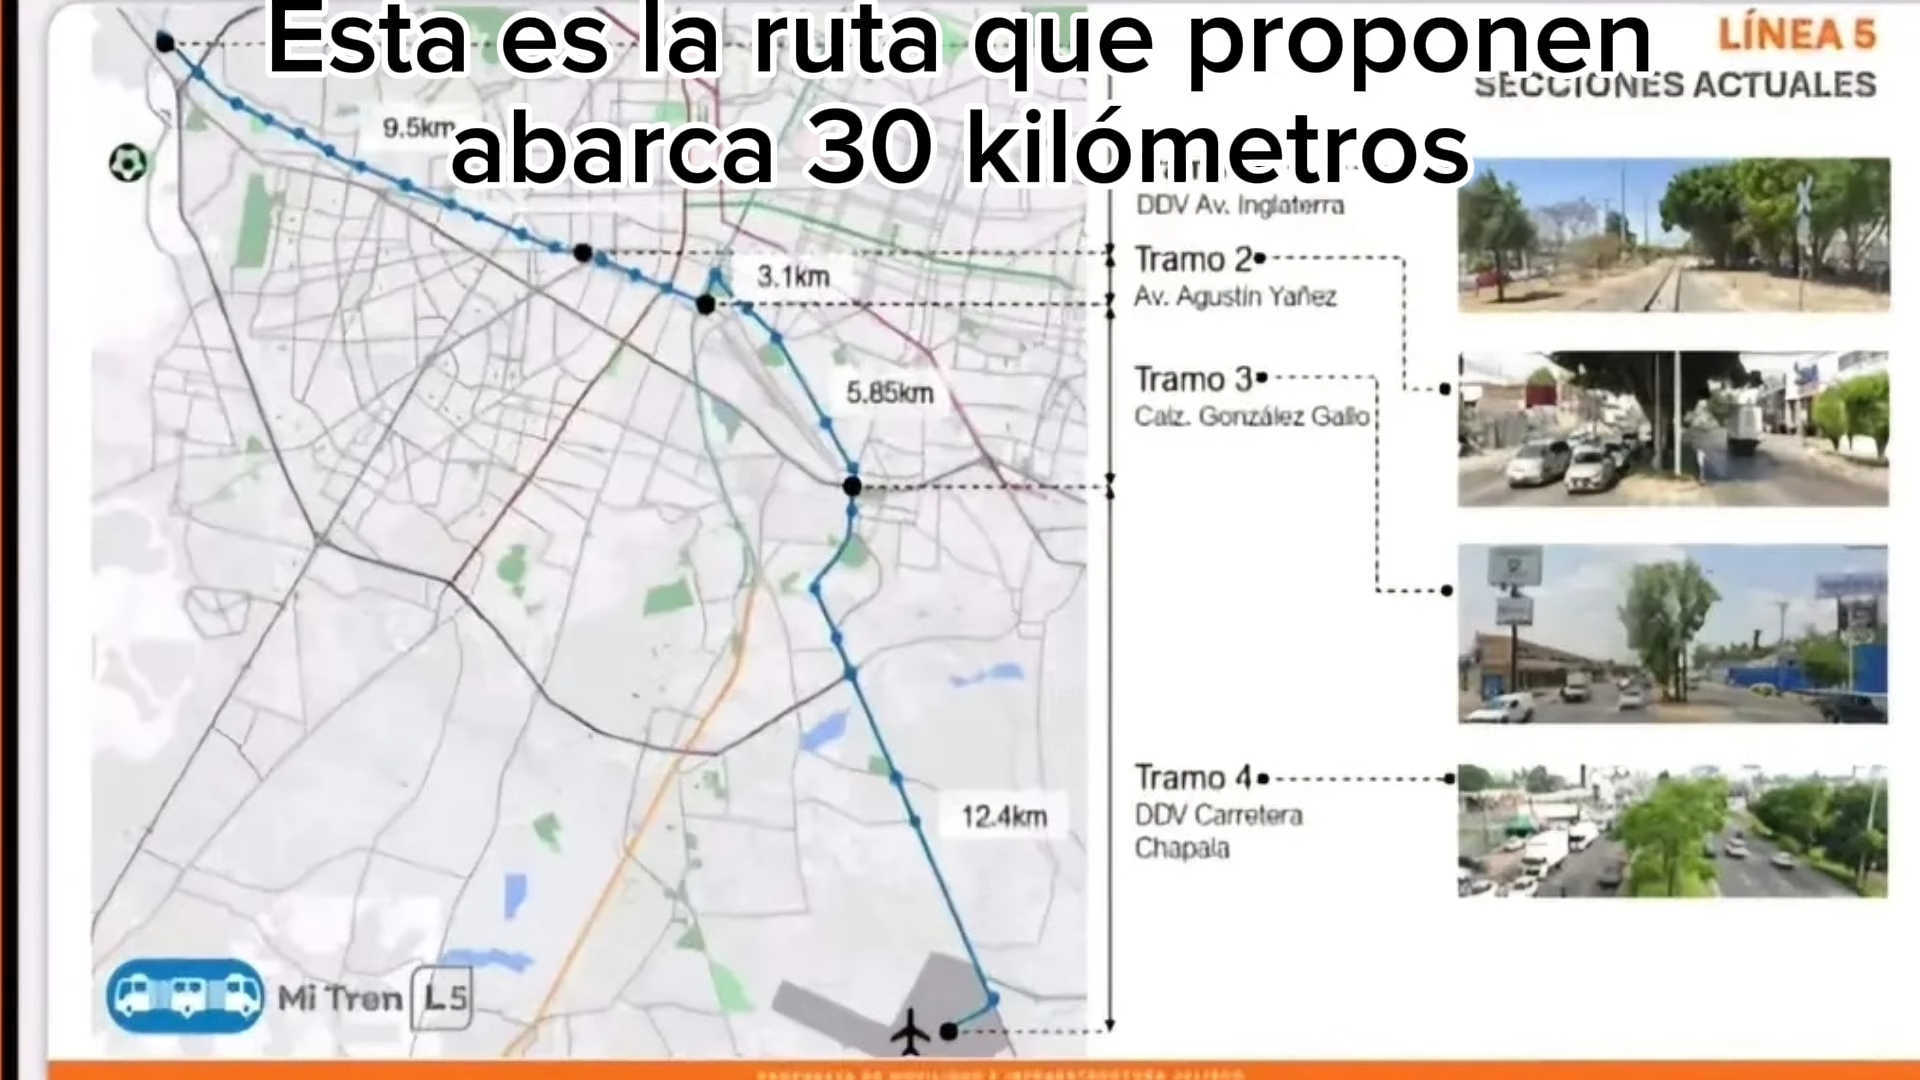 Esta es la ruta que proponen
abarca 30 kilómetros
LÍNEA 5
SECCIONES ACTUALES
9.5km
DDV Av. Inglaterra
Tramo 2
Av. Agustín Yañez
3.1km
Tramo 3
Calz. González Gallo
5.85km
Tramo 4
DDV Carretera
Chapala
12.4km
Mi Tren L5